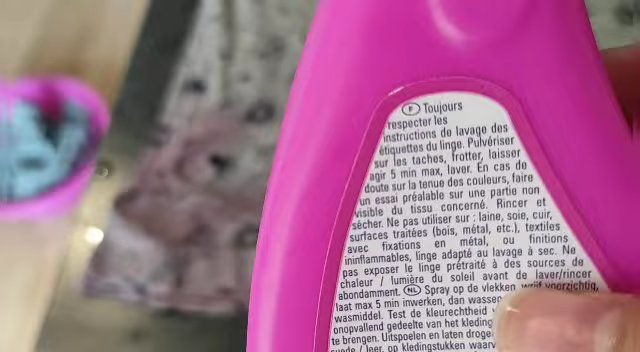 F Toujours
respecter les
instructions de lavage des
étiquettes du linge. Pulvériser
sur les taches, frotter, laisser
agir 5 min max, laver. En cas de
doute sur la tenue des couleurs, faire
un essai préalable sur une partie non
visible du tissu concerné. Rincer et
sécher. Ne pas utiliser sur : laine, soie, cuir,
surfaces traitées (bois, métal, etc.), textiles
avec fixations en métal, ou finitions
ininflammables, linge adapté au lavage à sec. Ne
pas exposer le linge prétraité à des sources de
chaleur / lumière du soleil avant de laver/rincer
abondamment. NL Spray op de vlekken, wrijf voorzichtig,
laat max 5 min inwerken, dan wassen
wasmiddel. Test de kleurechtheid
onopvallend gedeelte van het kleding
te brengen. Uitspoelen en laten droge
leer, op kledingstukken